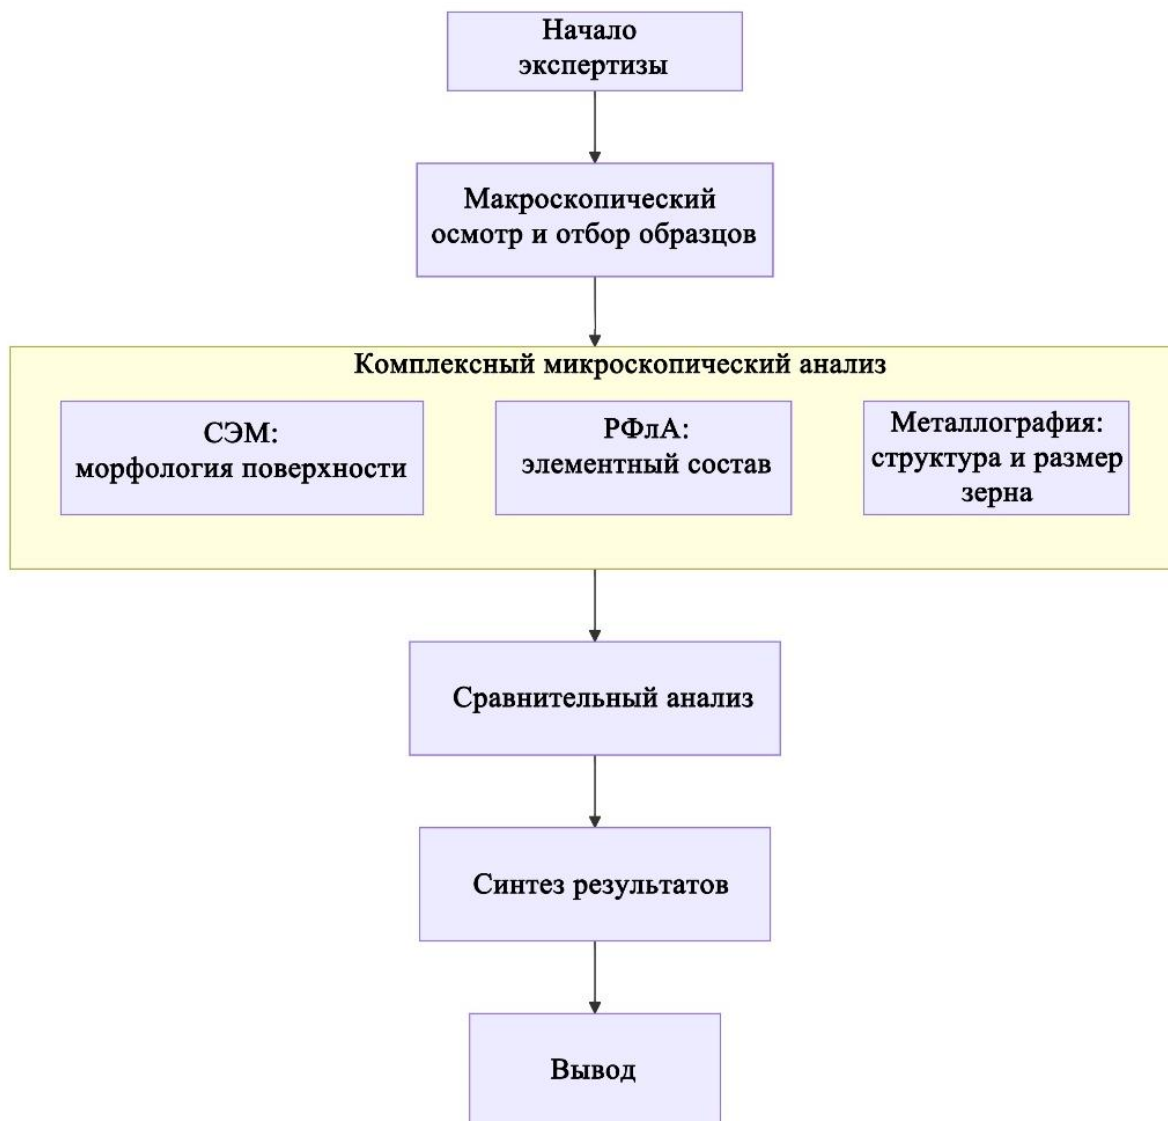 Начало
экспертизы
Макроскопический
осмотр и отбор образцов
Комплексный микроскопический анализ
СЭМ:
морфология поверхности
РФлА:
элементный состав
Металлография:
структура и размер
зерна
Сравнительный анализ
Синтез результатов
Вывод